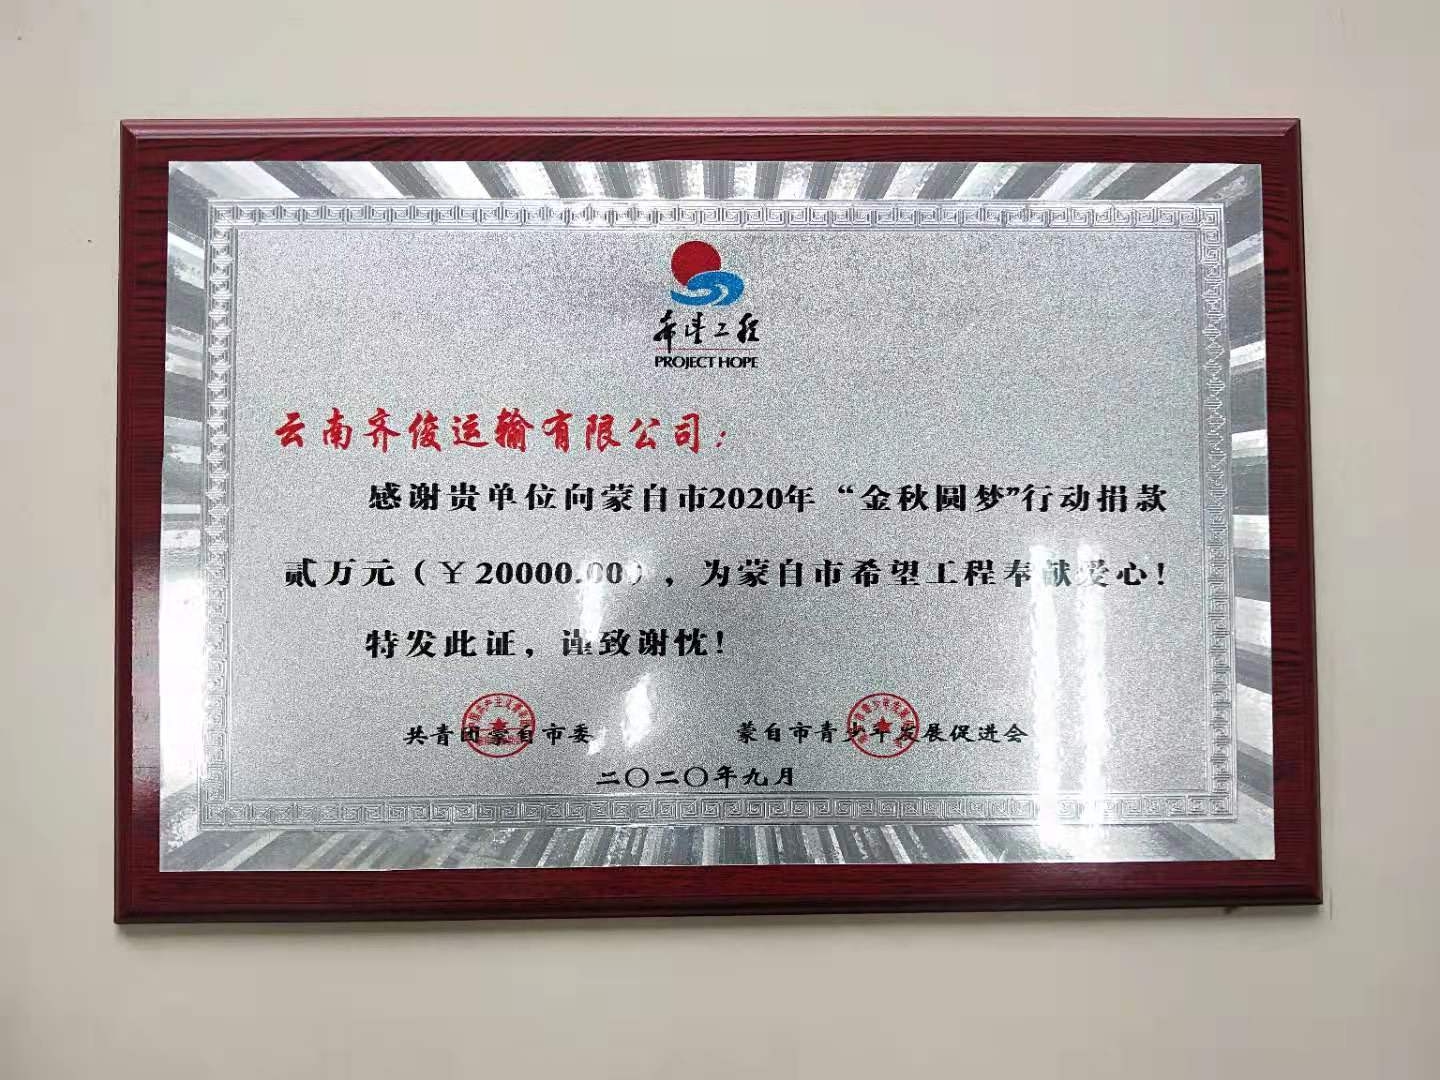 希望工程
PROJECT HOPE
云南齐俊运输有限公司：
感谢贵单位向蒙自市2020年“金秋圆梦”行动捐款
贰万元（￥20000.00），为蒙自市希望工程奉献爱心！
特发此证，谨致谢忱！
共青团蒙自市委 蒙自市青少年发展促进会
二〇二〇年九月